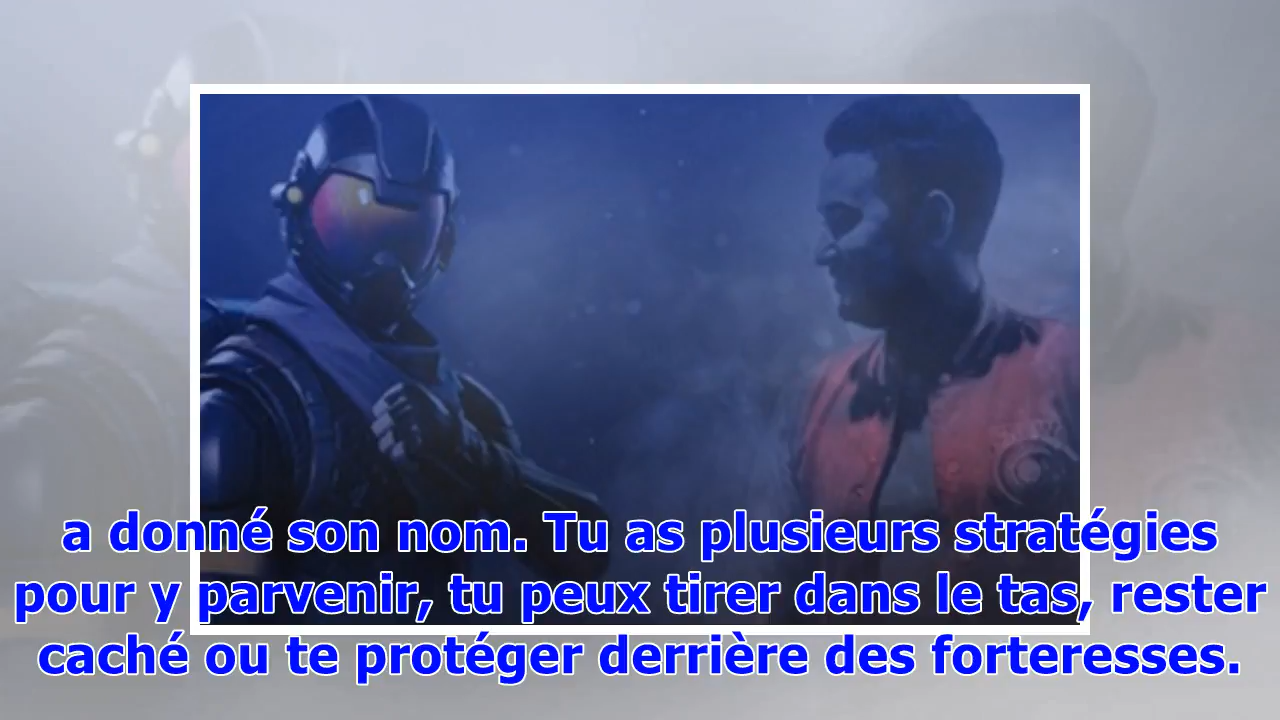 a donné son nom. Tu as plusieurs stratégies
pour y parvenir, tu peux tirer dans le tas, rester
caché ou te protéger derrière des forteresses.